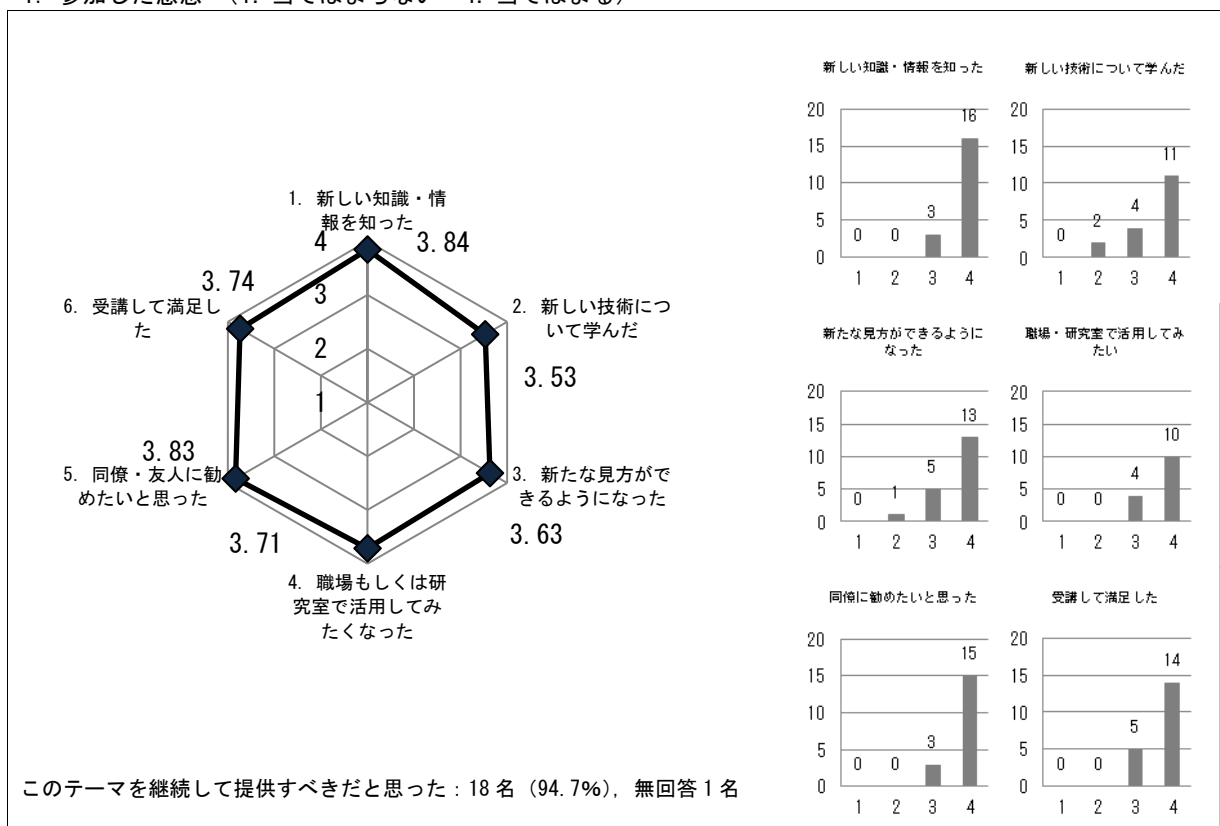 1. 新しい知識・情
報を知った
4
3.84
3.74
3
6. 受講して満足し
た
2. 新しい技術につ
いて学んだ
2
3.53
1
3.83
5. 同僚・友人に勧
めたいと思った
3. 新たな見方がで
きるようになった
3.71
3.63
4. 職場もしくは研
究室で活用してみ
たくなった
このテーマを継続して提供すべきだと思った：18名（94.7%），無回答1名
新しい知識・情報を知った
20
15
10
5
0
0 0 3 16
1 2 3 4
新しい技術について学んだ
20
15
10
5
0
0 2 4 11
1 2 3 4
新たな見方ができるように
なった
20
15
10
5
0
0 1 5 13
1 2 3 4
職場・研究室で活用してみ
たい
20
15
10
5
0
0 0 4 10
1 2 3 4
同僚に勧めたいと思った
20
15
10
5
0
0 0 3 15
1 2 3 4
受講して満足した
20
15
10
5
0
0 0 5 14
1 2 3 4